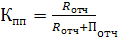 Кпп = Rотч / (Rотч+Потч)